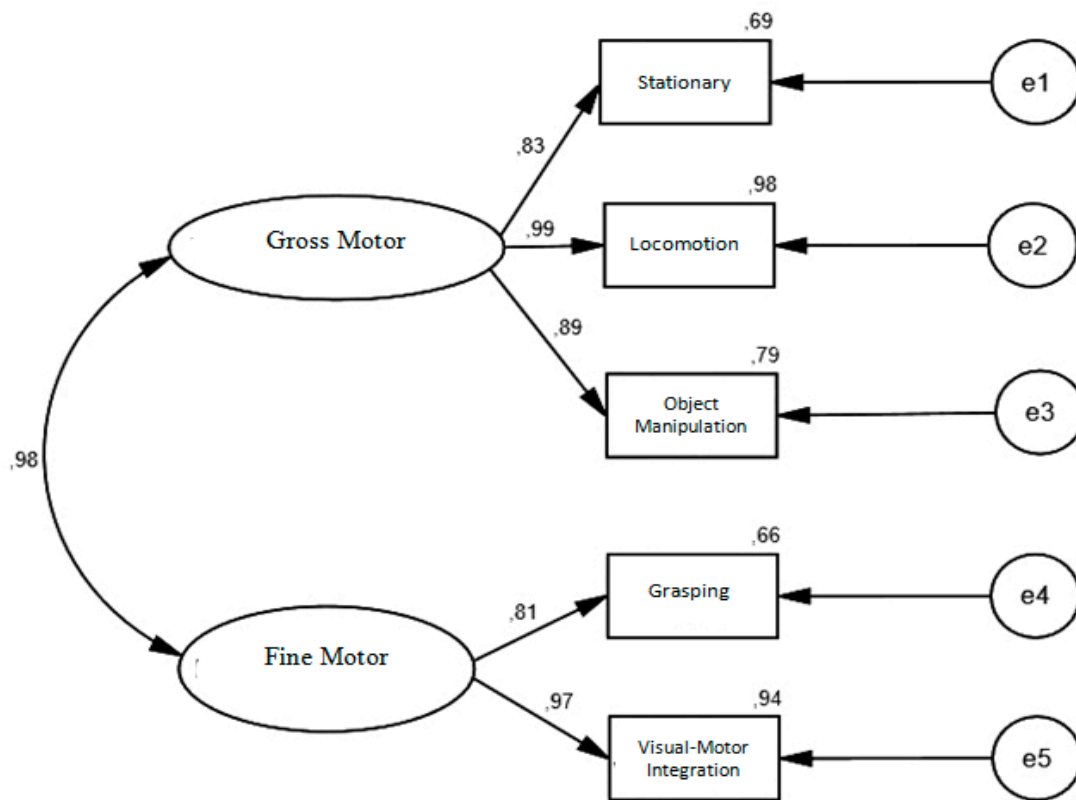 ,69
Stationary
e1
,83
,98
Gross Motor
,99
Locomotion
e2
,89
,79
Object
Manipulation
e3
,98
,66
Grasping
e4
,81
Fine Motor
,97
,94
Visual-Motor
Integration
e5